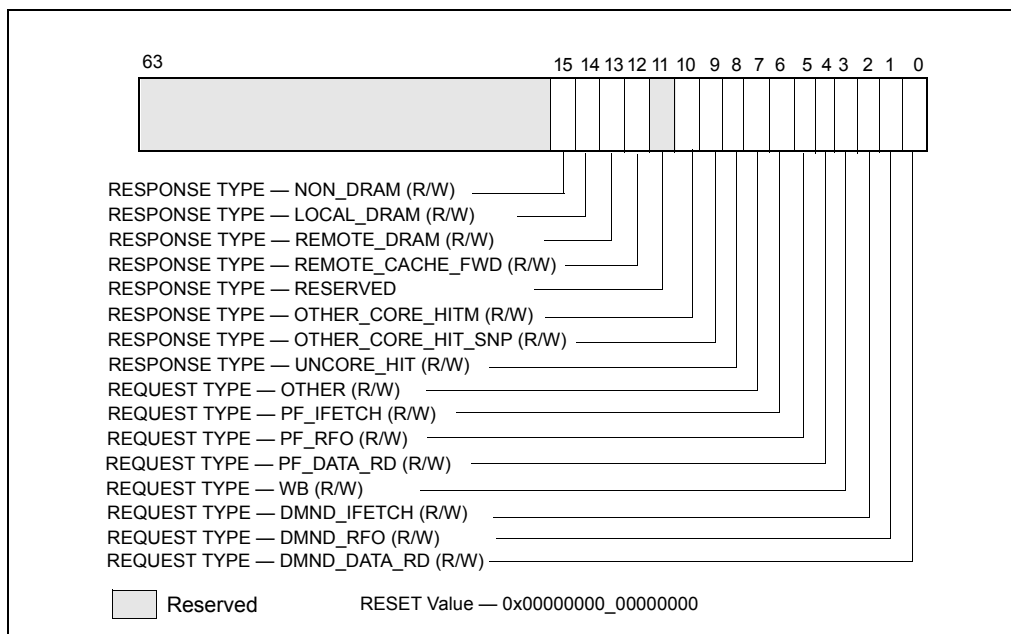 63 15 14 13 12 11 10 9 8 7 6 5 4 3 2 1 0
RESPONSE TYPE — NON_DRAM (R/W)
RESPONSE TYPE — LOCAL_DRAM (R/W)
RESPONSE TYPE — REMOTE_DRAM (R/W)
RESPONSE TYPE — REMOTE_CACHE_FWD (R/W)
RESPONSE TYPE — RESERVED
RESPONSE TYPE — OTHER_CORE_HITM (R/W)
RESPONSE TYPE — OTHER_CORE_HIT_SNP (R/W)
RESPONSE TYPE — UNCORE_HIT (R/W)
REQUEST TYPE — OTHER (R/W)
REQUEST TYPE — PF_IFETCH (R/W)
REQUEST TYPE — PF_RFO (R/W)
REQUEST TYPE — PF_DATA_RD (R/W)
REQUEST TYPE — WB (R/W)
REQUEST TYPE — DMND_IFETCH (R/W)
REQUEST TYPE — DMND_RFO (R/W)
REQUEST TYPE — DMND_DATA_RD (R/W)
Reserved RESET Value — 0x00000000_00000000